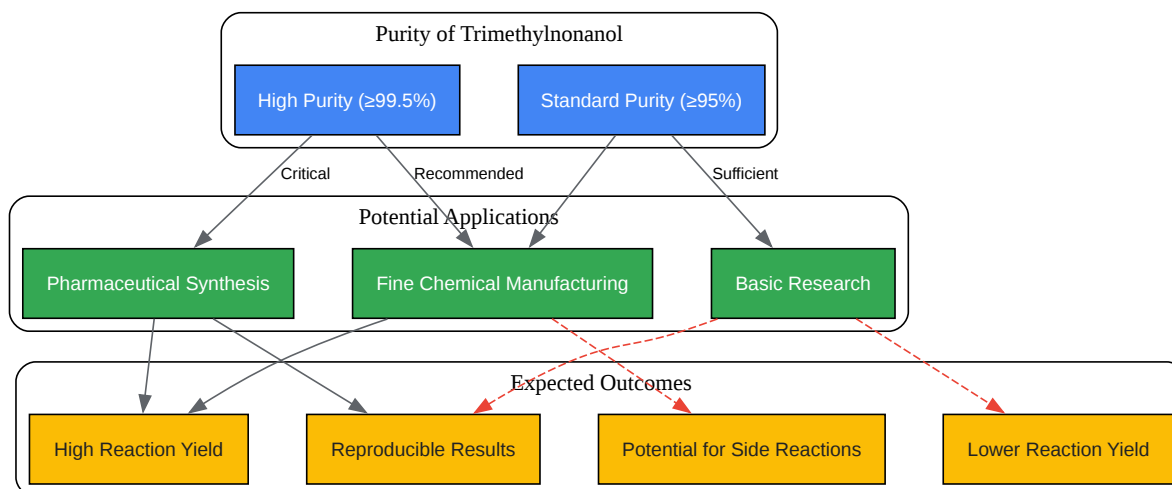 Purity of Trimethylnonanol
High Purity (≥99.5%)
Standard Purity (≥95%)
Critical
Recommended
Sufficient
Potential Applications
Pharmaceutical Synthesis
Fine Chemical Manufacturing
Basic Research
Expected Outcomes
High Reaction Yield
Reproducible Results
Potential for Side Reactions
Lower Reaction Yield